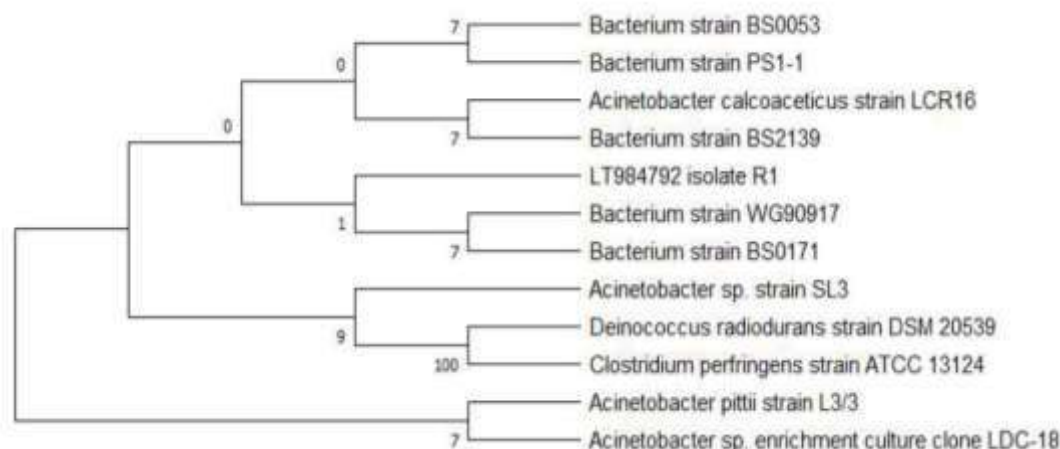 7 Bacterium strain BS0053
Bacterium strain PS1-1
0
Acinetobacter calcoaceticus strain LCR16
0
7 Bacterium strain BS2139
LT984792 isolate R1
1 Bacterium strain WG90917
7 Bacterium strain BS0171
Acinetobacter sp. strain SL3
Deinococcus radiodurans strain DSM 20539
9
100 Clostridium perfringens strain ATCC 13124
Acinetobacter pittii strain L3/3
7 Acinetobacter sp. enrichment culture clone LDC-18